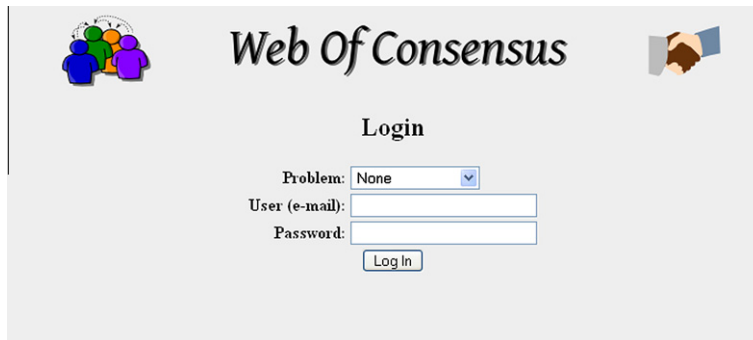 Web Of Consensus
Login
Problem: None
User (e-mail):
Password:
Log In